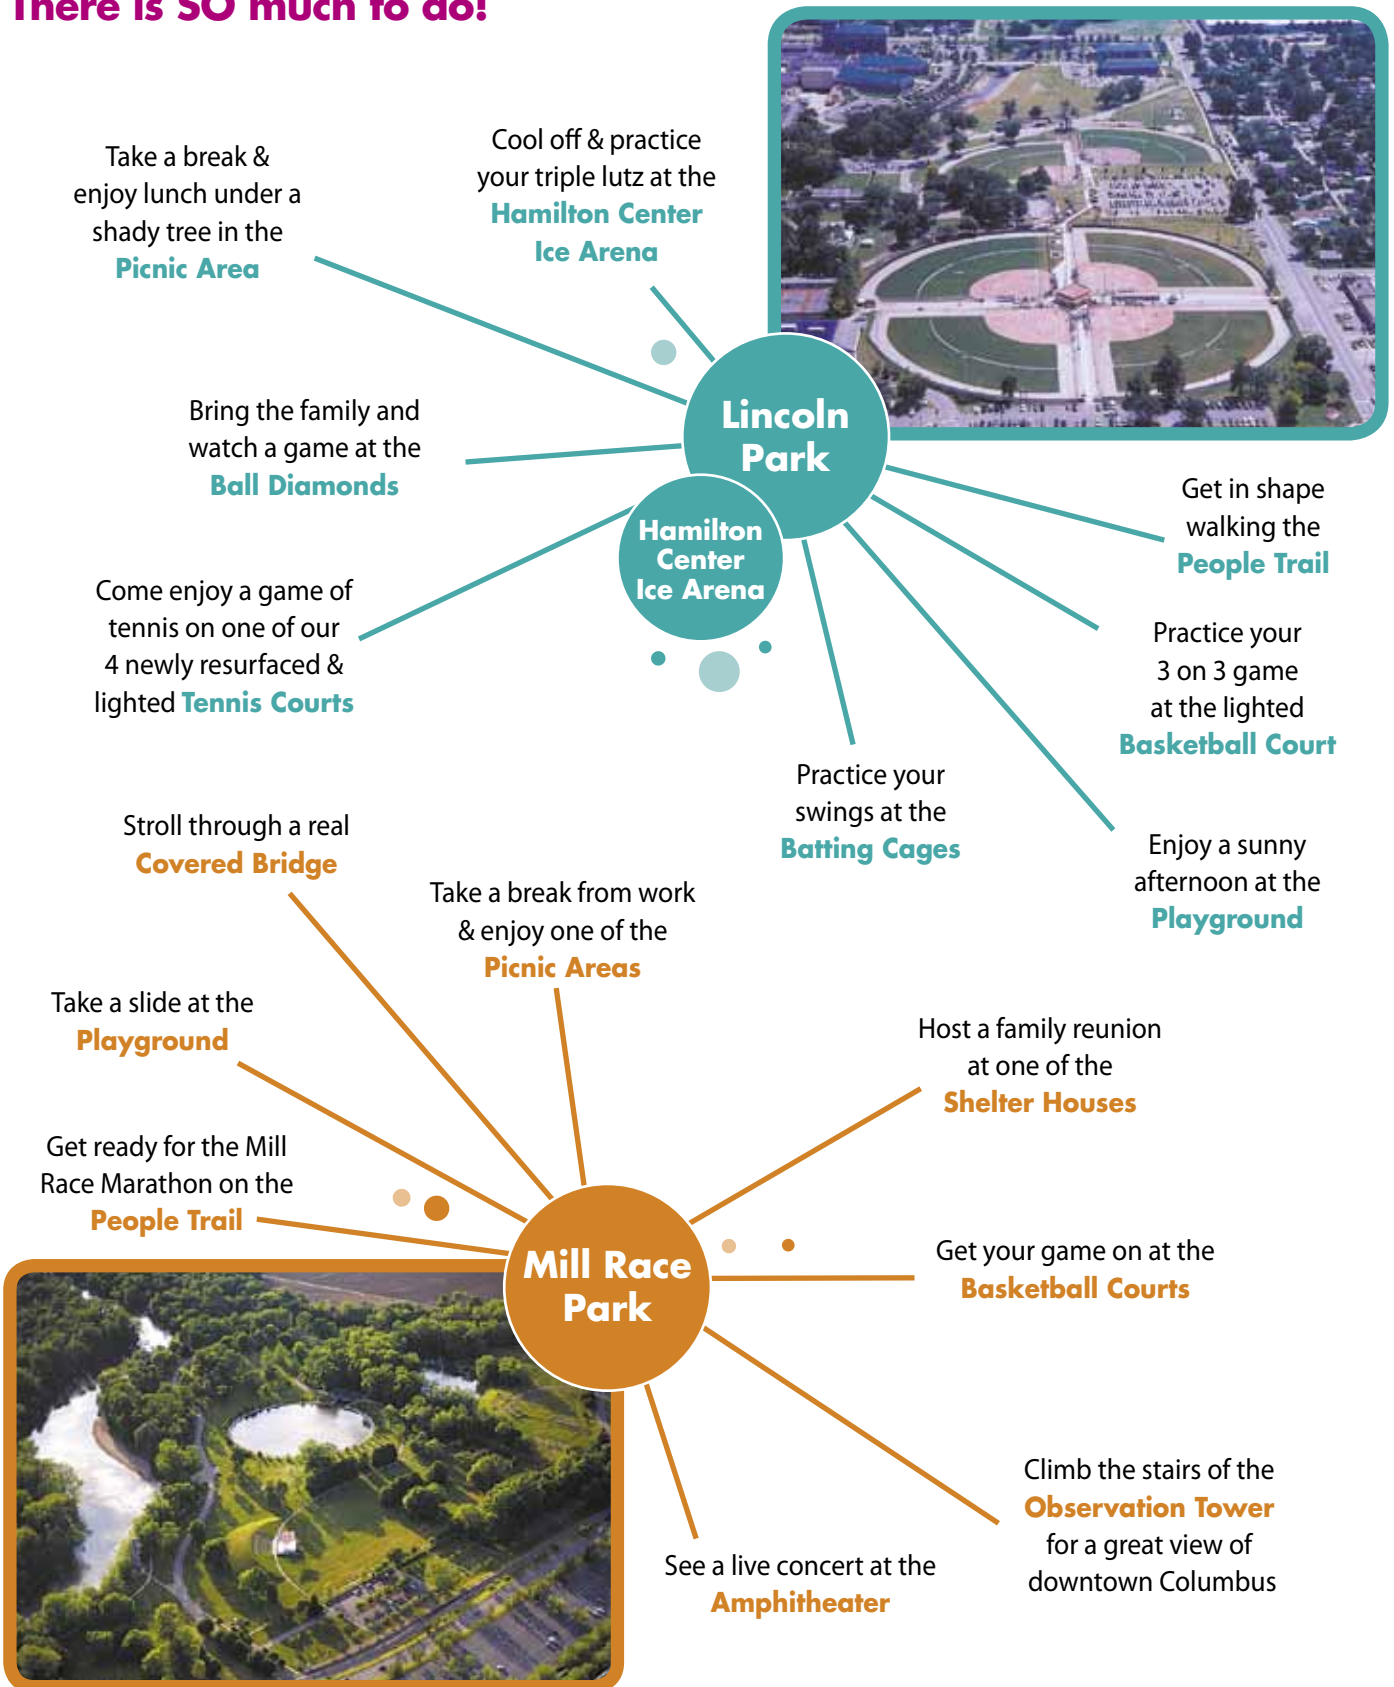 There is SO much to do!
Take a break &
enjoy lunch under a
shady tree in the
Picnic Area
Cool off & practice
your triple lutz at the
Hamilton Center
Ice Arena
Bring the family and
watch a game at the
Ball Diamonds
Lincoln
Park
Hamilton
Center
Ice Arena
Come enjoy a game of
tennis on one of our
4 newly resurfaced &
lighted Tennis Courts
Get in shape
walking the
People Trail
Practice your
3 on 3 game
at the lighted
Basketball Court
Practice your
swings at the
Batting Cages
Enjoy a sunny
afternoon at the
Playground
Stroll through a real
Covered Bridge
Take a break from work
& enjoy one of the
Picnic Areas
Take a slide at the
Playground
Host a family reunion
at one of the
Shelter Houses
Get ready for the Mill
Race Marathon on the
People Trail
Mill Race
Park
Get your game on at the
Basketball Courts
Climb the stairs of the
Observation Tower
for a great view of
downtown Columbus
See a live concert at the
Amphitheater